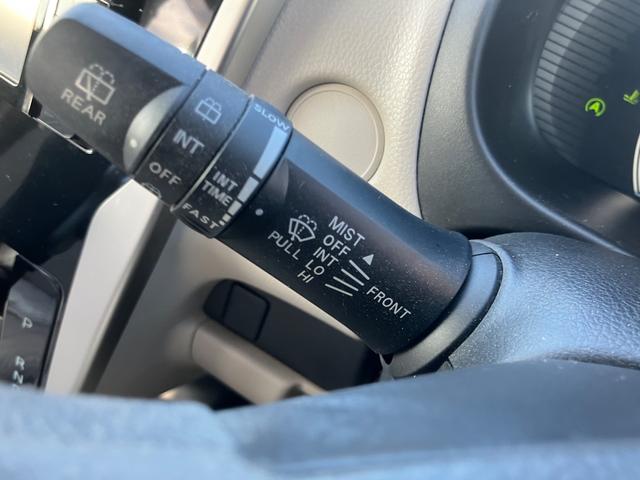 REAR
INT
OFF
SLOW
INT
TIME
FAST
MIST
OFF
INT
PULL LO
HI
FRONT
P
R
N
A